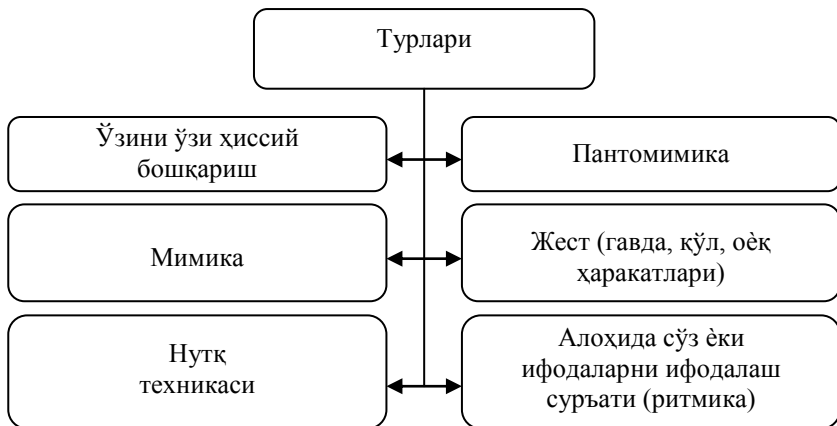 Турлари
Ўзини ўзи ҳиссий
бошқариш
Пантомимика
Мимика
Жест (гавда, қўл, оѐқ
ҳаракатлари)
Нутқ
техникаси
Алоҳида сўз ѐки
ифодаларни ифодалаш
суръати (ритмика)